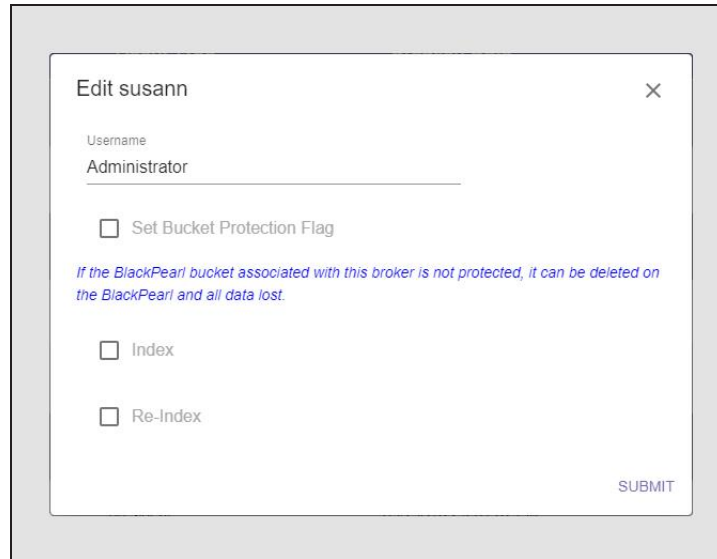 Edit susann
Username
Administrator
Set Bucket Protection Flag
If the BlackPearl bucket associated with this broker is not protected, it can be deleted on
the BlackPearl and all data lost.
Index
Re-Index
SUBMIT